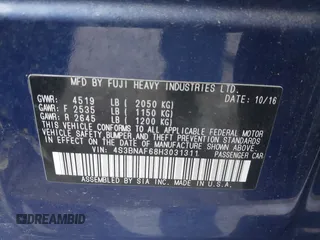 MFD BY FUJI HEAVY INDUSTRIES LTD.
GVWR: 4519 LB ( 2050 KG) DATE: 10/16
GAWR: F 2535 LB ( 1150 KG)
GAWR: R 2645 LB ( 1200 KG)
THIS VEHICLE CONFORMS TO ALL APPLICABLE FEDERAL MOTOR
VEHICLE SAFETY, BUMPER, AND THEFT PREVENTION STANDARDS
IN EFFECT ON THE DATE OF MANUFACTURE SHOWN ABOVE.
VIN: 4S3BNAF68H3031311 PASSENGER CAR
ASSEMBLED BY SIA INC. MADE IN U.S.A.
DREAMBID